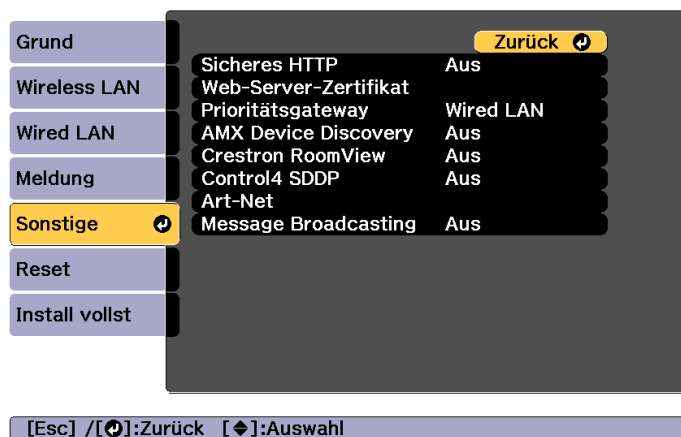 Grund
Wireless LAN
Wired LAN
Meldung
Sonstige
Reset
Install vollst
Zurück
Sicheres HTTP Aus
Web-Server-Zertifikat
Prioritätsgateway Wired LAN
AMX Device Discovery Aus
Crestron RoomView Aus
Control4 SDDP Aus
Art-Net
Message Broadcasting Aus
[Esc] /[⏎]:Zurück [◆]:Auswahl